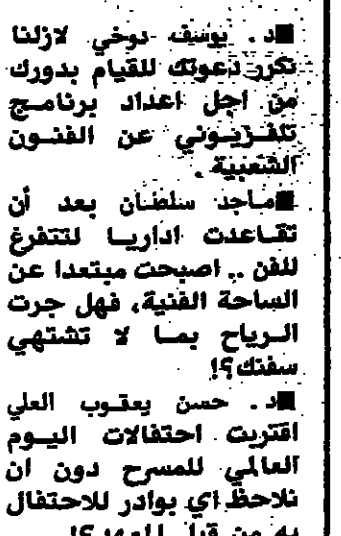 ■د . يوسف دوخي لازلنا
نكرر دعوتك للقيام بدورك
من اجل اعداد برنامج
تلفزيوني عن الفنون
الشعبية .
■ماجد سلطان بعد أن
تقاعدت اداريا لتتفرغ
للفن .. اصبحت مبتعدا عن
الساحة الفنية، فهل جرت
الرياح بما لا تشتهي
سفنك؟!
■د . حسن يعقوب العلي
اقتربت احتفالات اليوم
العالمي للمسرح دون ان
نلاحظ اي بوادر للاحتفال
به من قبل المعهد؟!